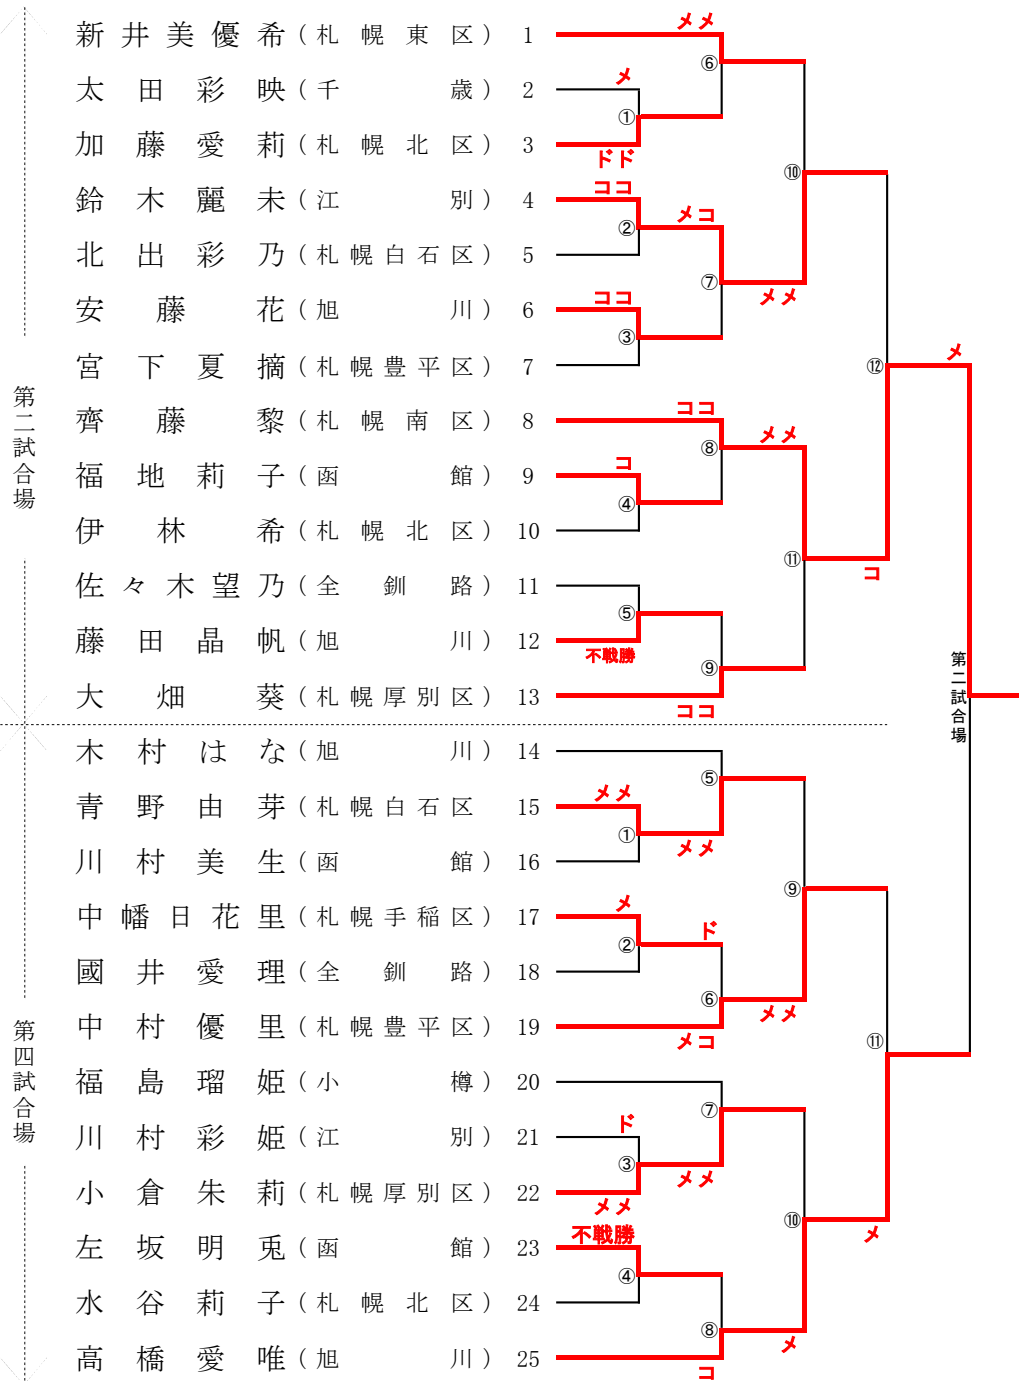 新井美優希（札幌東区） 1
メメ
⑥
太田彩映（千歳） 2
メ
①
加藤愛莉（札幌北区） 3
ドド
⑩
鈴木麗未（江別） 4
ココ
メコ
②
北出彩乃（札幌白石区） 5
⑦
メメ
安藤花（旭川） 6
ココ
③
宮下夏摘（札幌豊平区） 7
⑫
メ
第二試合場
齊藤黎（札幌南区） 8
ココ
メメ
⑧
福地莉子（函館） 9
コ
④
伊林希（札幌北区） 10
⑪
コ
佐々木望乃（全釧路） 11
⑤
藤田晶帆（旭川） 12
不戦勝
⑨
大畑葵（札幌厚別区） 13
ココ
第二試合場
木村はな（旭川） 14
⑤
青野由芽（札幌白石区 15
メメ
①
メメ
川村美生（函館） 16
⑨
中幡日花里（札幌手稲区） 17
メ
ド
②
國井愛理（全釧路） 18
⑥
メメ
中村優里（札幌豊平区） 19
メコ
⑪
第四試合場
福島瑠姫（小樽） 20
⑦
川村彩姫（江別） 21
ド
③
メメ
小倉朱莉（札幌厚別区） 22
メメ
⑩
メ
左坂明兎（函館） 23
不戦勝
④
水谷莉子（札幌北区） 24
⑧
メ
高橋愛唯（旭川） 25
コ